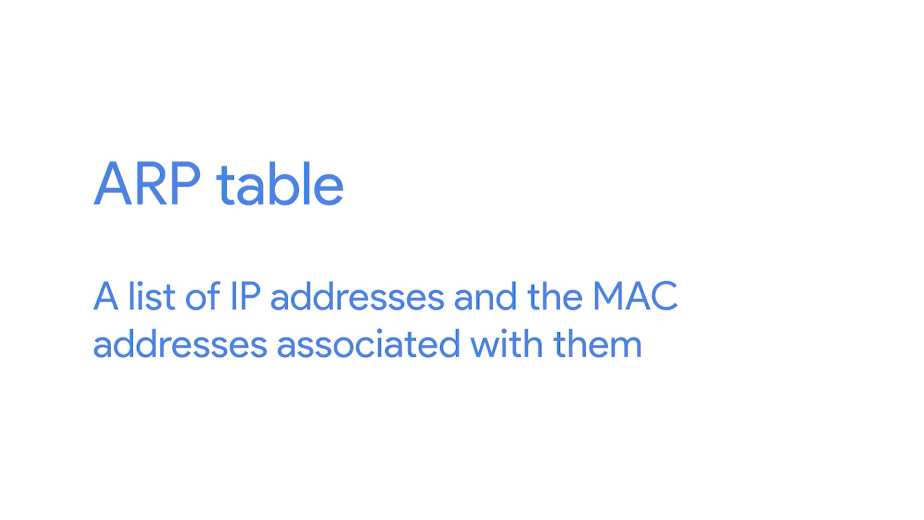 ARP table
A list of IP addresses and the MAC
addresses associated with them